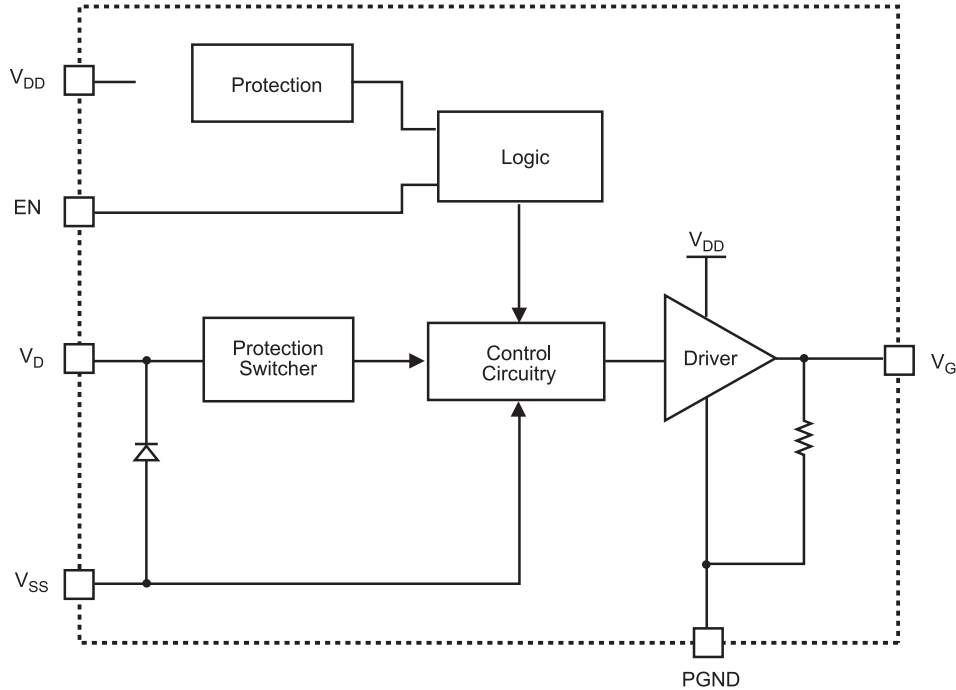 V_DD
Protection
Logic
EN
V_DD
V_D
Protection
Switcher
Control
Circuitry
Driver
V_G
V_SS
PGND